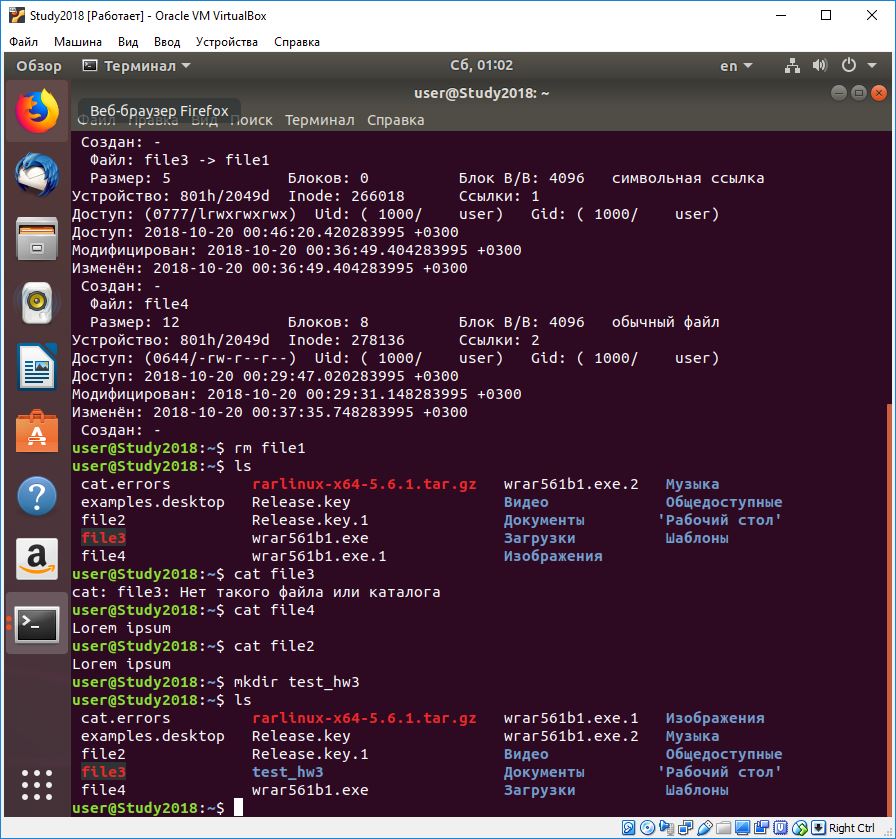 Study2018 [Работает] - Oracle VM VirtualBox
Файл Машина Вид Ввод Устройства Справка
Обзор Терминал Сб, 01:02 en
user@Study2018: ~
Веб-браузер Firefox
Файл Правка Вид Поиск Терминал Справка
Создан: -
Файл: file3 -> file1
Размер: 5 Блоков: 0 Блок В/В: 4096 символьная ссылка
Устройство: 801h/2049d Inode: 266018 Ссылки: 1
Доступ: (0777/lrwxrwxrwx) Uid: ( 1000/ user) Gid: ( 1000/ user)
Доступ: 2018-10-20 00:46:20.420283995 +0300
Модифицирован: 2018-10-20 00:36:49.404283995 +0300
Изменён: 2018-10-20 00:36:49.404283995 +0300
Создан: -
Файл: file4
Размер: 12 Блоков: 8 Блок В/В: 4096 обычный файл
Устройство: 801h/2049d Inode: 278136 Ссылки: 2
Доступ: (0644/-rw-r--r--) Uid: ( 1000/ user) Gid: ( 1000/ user)
Доступ: 2018-10-20 00:29:47.020283995 +0300
Модифицирован: 2018-10-20 00:29:31.148283995 +0300
Изменён: 2018-10-20 00:37:35.748283995 +0300
Создан: -
user@Study2018:~$ rm file1
user@Study2018:~$ ls
cat.errors rarlinux-x64-5.6.1.tar.gz wrar561b1.exe.2 Музыка
examples.desktop Release.key Видео Общедоступные
file2 Release.key.1 Документы 'Рабочий стол'
file3 wrar561b1.exe Загрузки Шаблоны
file4 wrar561b1.exe.1 Изображения
user@Study2018:~$ cat file3
cat: file3: Нет такого файла или каталога
user@Study2018:~$ cat file4
Lorem ipsum
user@Study2018:~$ cat file2
Lorem ipsum
user@Study2018:~$ mkdir test_hw3
user@Study2018:~$ ls
cat.errors rarlinux-x64-5.6.1.tar.gz wrar561b1.exe.1 Изображения
examples.desktop Release.key wrar561b1.exe.2 Музыка
file2 Release.key.1 Видео Общедоступные
file3 test_hw3 Документы 'Рабочий стол'
file4 wrar561b1.exe Загрузки Шаблоны
user@Study2018:~$
Right Ctrl